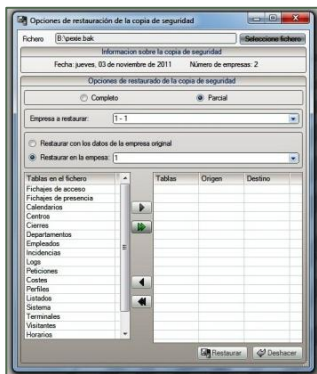 Opciones de restauración de la copia de seguridad
Fichero B:\pexie.bak Seleccione fichero
Informacion sobre la copia de seguridad
Fecha: jueves, 03 de noviembre de 2011 Número de empresas: 2
Opciones de restaurado de la copia de seguridad
Completo Parcial
Empresa a restaurar: 1 - 1
Restaurar con los datos de la empresa original
Restaurar en la empesa: 1
Tablas en el fichero Tablas Origen Destino
Fichajes de acceso
Fichajes de presencia
Calendarios
Centros
Cierres
Departamentos
Empleados
Incidencias
Logs
Peticiones
Costes
Perfiles
Listados
Sistema
Terminales
Visitantes
Horarios
Restaurar Deshacer